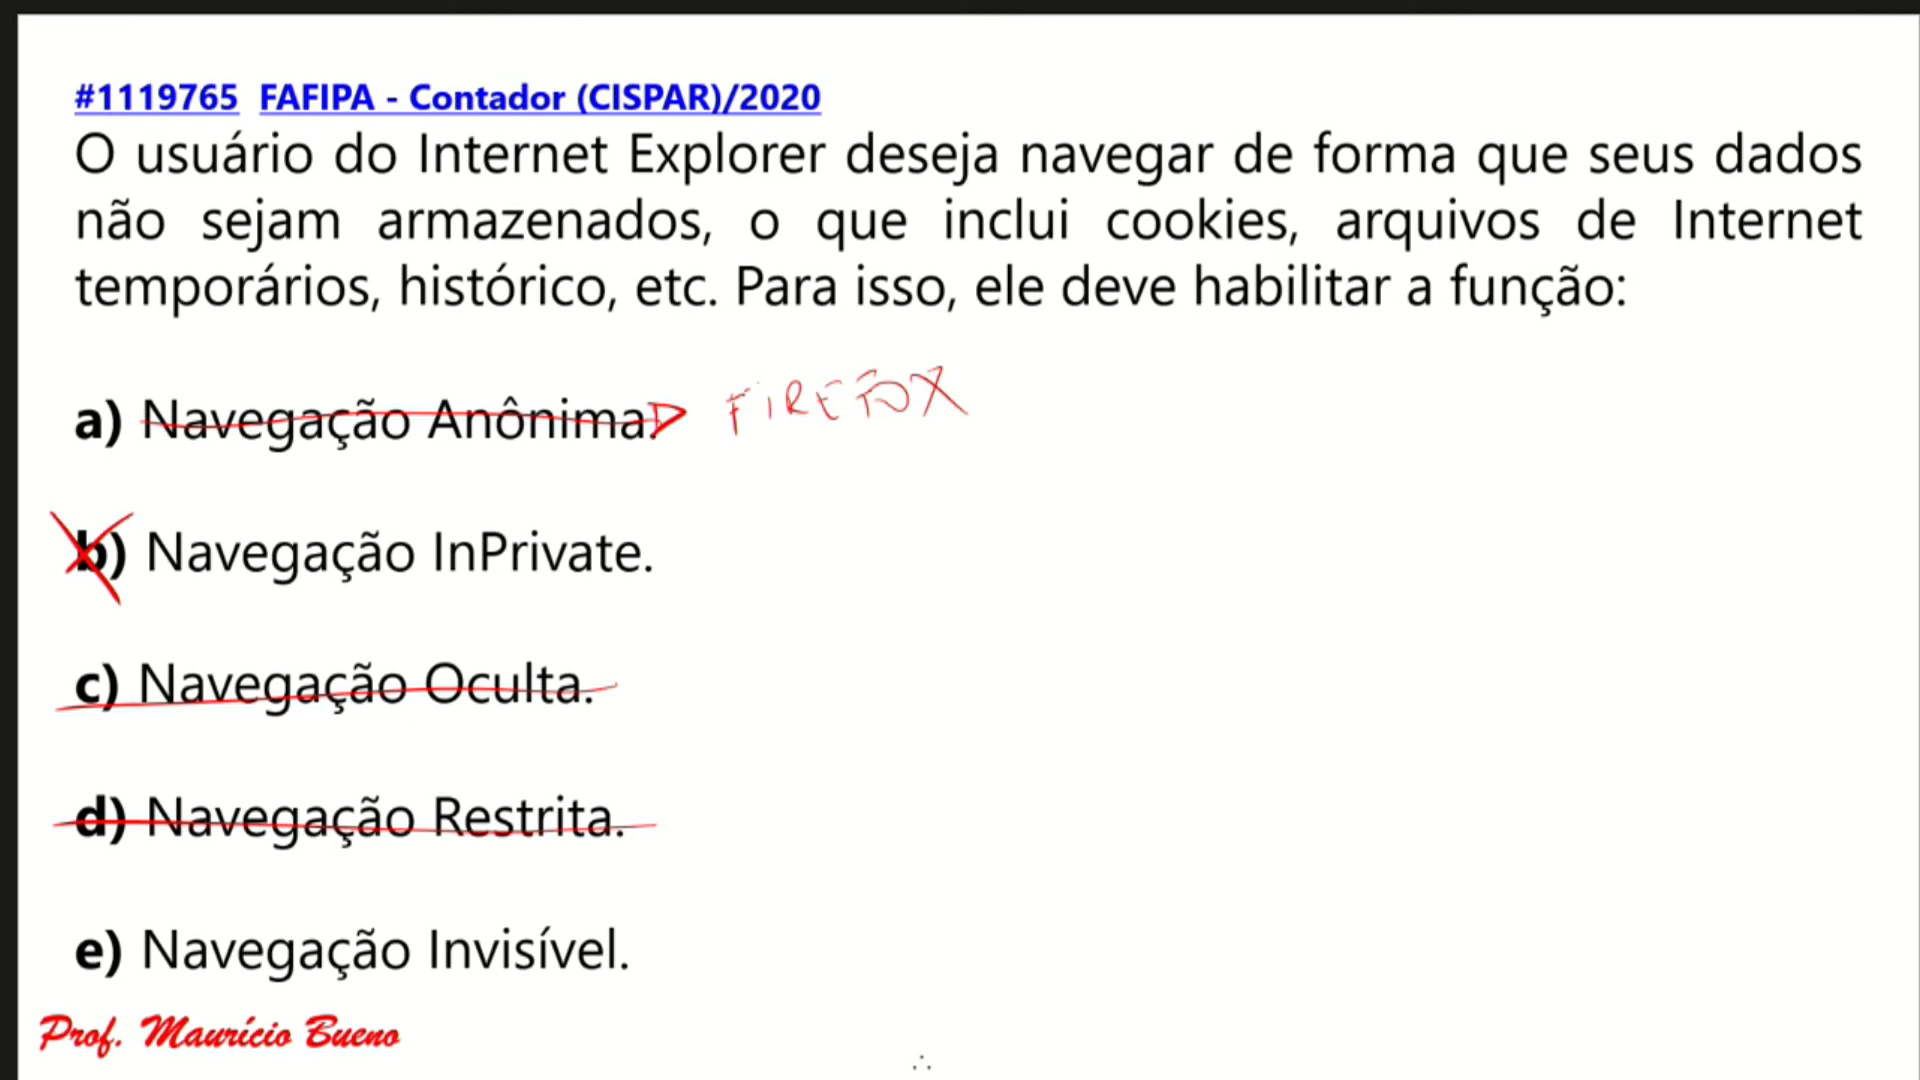 #1119765 FAFIPA - Contador (CISPAR)/2020
O usuário do Internet Explorer deseja navegar de forma que seus dados
não sejam armazenados, o que inclui cookies, arquivos de Internet
temporários, histórico, etc. Para isso, ele deve habilitar a função:
a) Navegação Anônima. FIREFOX
b) Navegação InPrivate.
c) Navegação Oculta.
d) Navegação Restrita.
e) Navegação Invisível.
Prof. Maurício Bueno